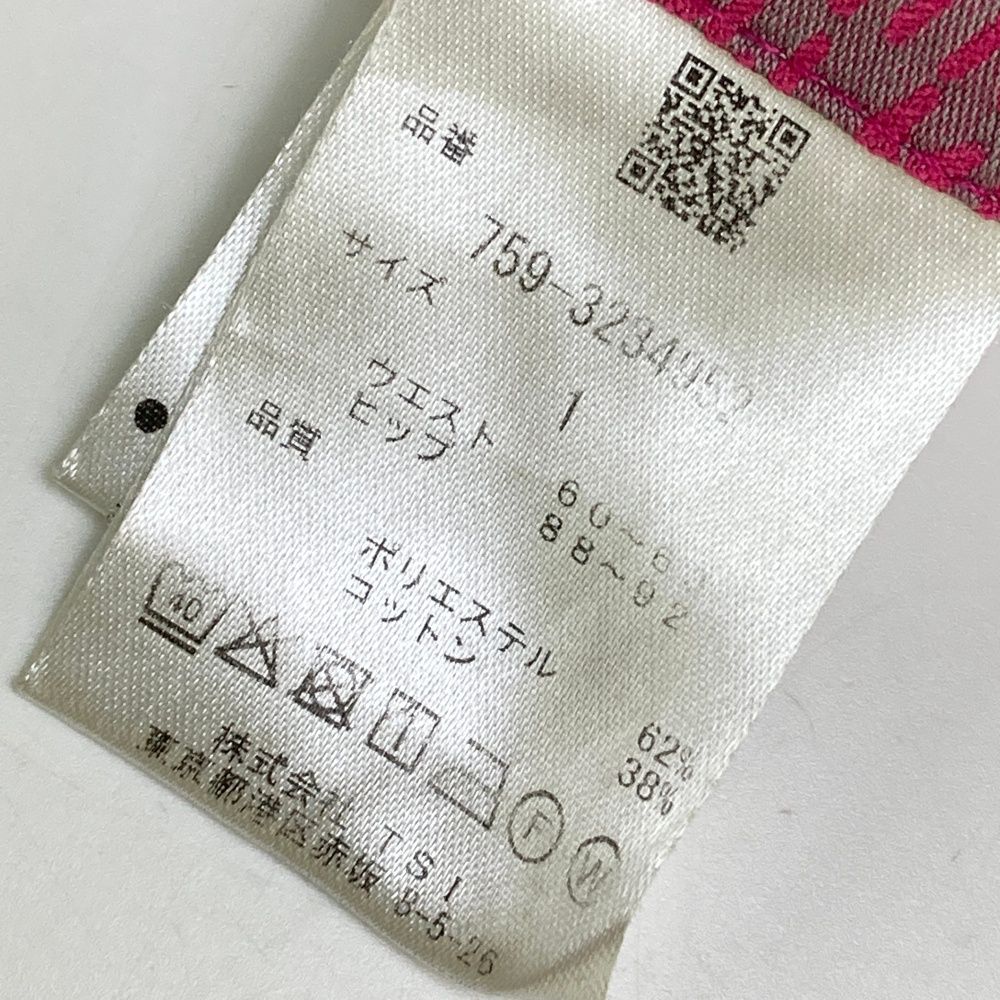 品番
759-3234992
サイズ 1
ウエスト
ヒップ 88~92
品質
ポリエステル 62%
コットン 38%
40
F W
株式会社 TSI
東京都港区赤坂 8-5-26